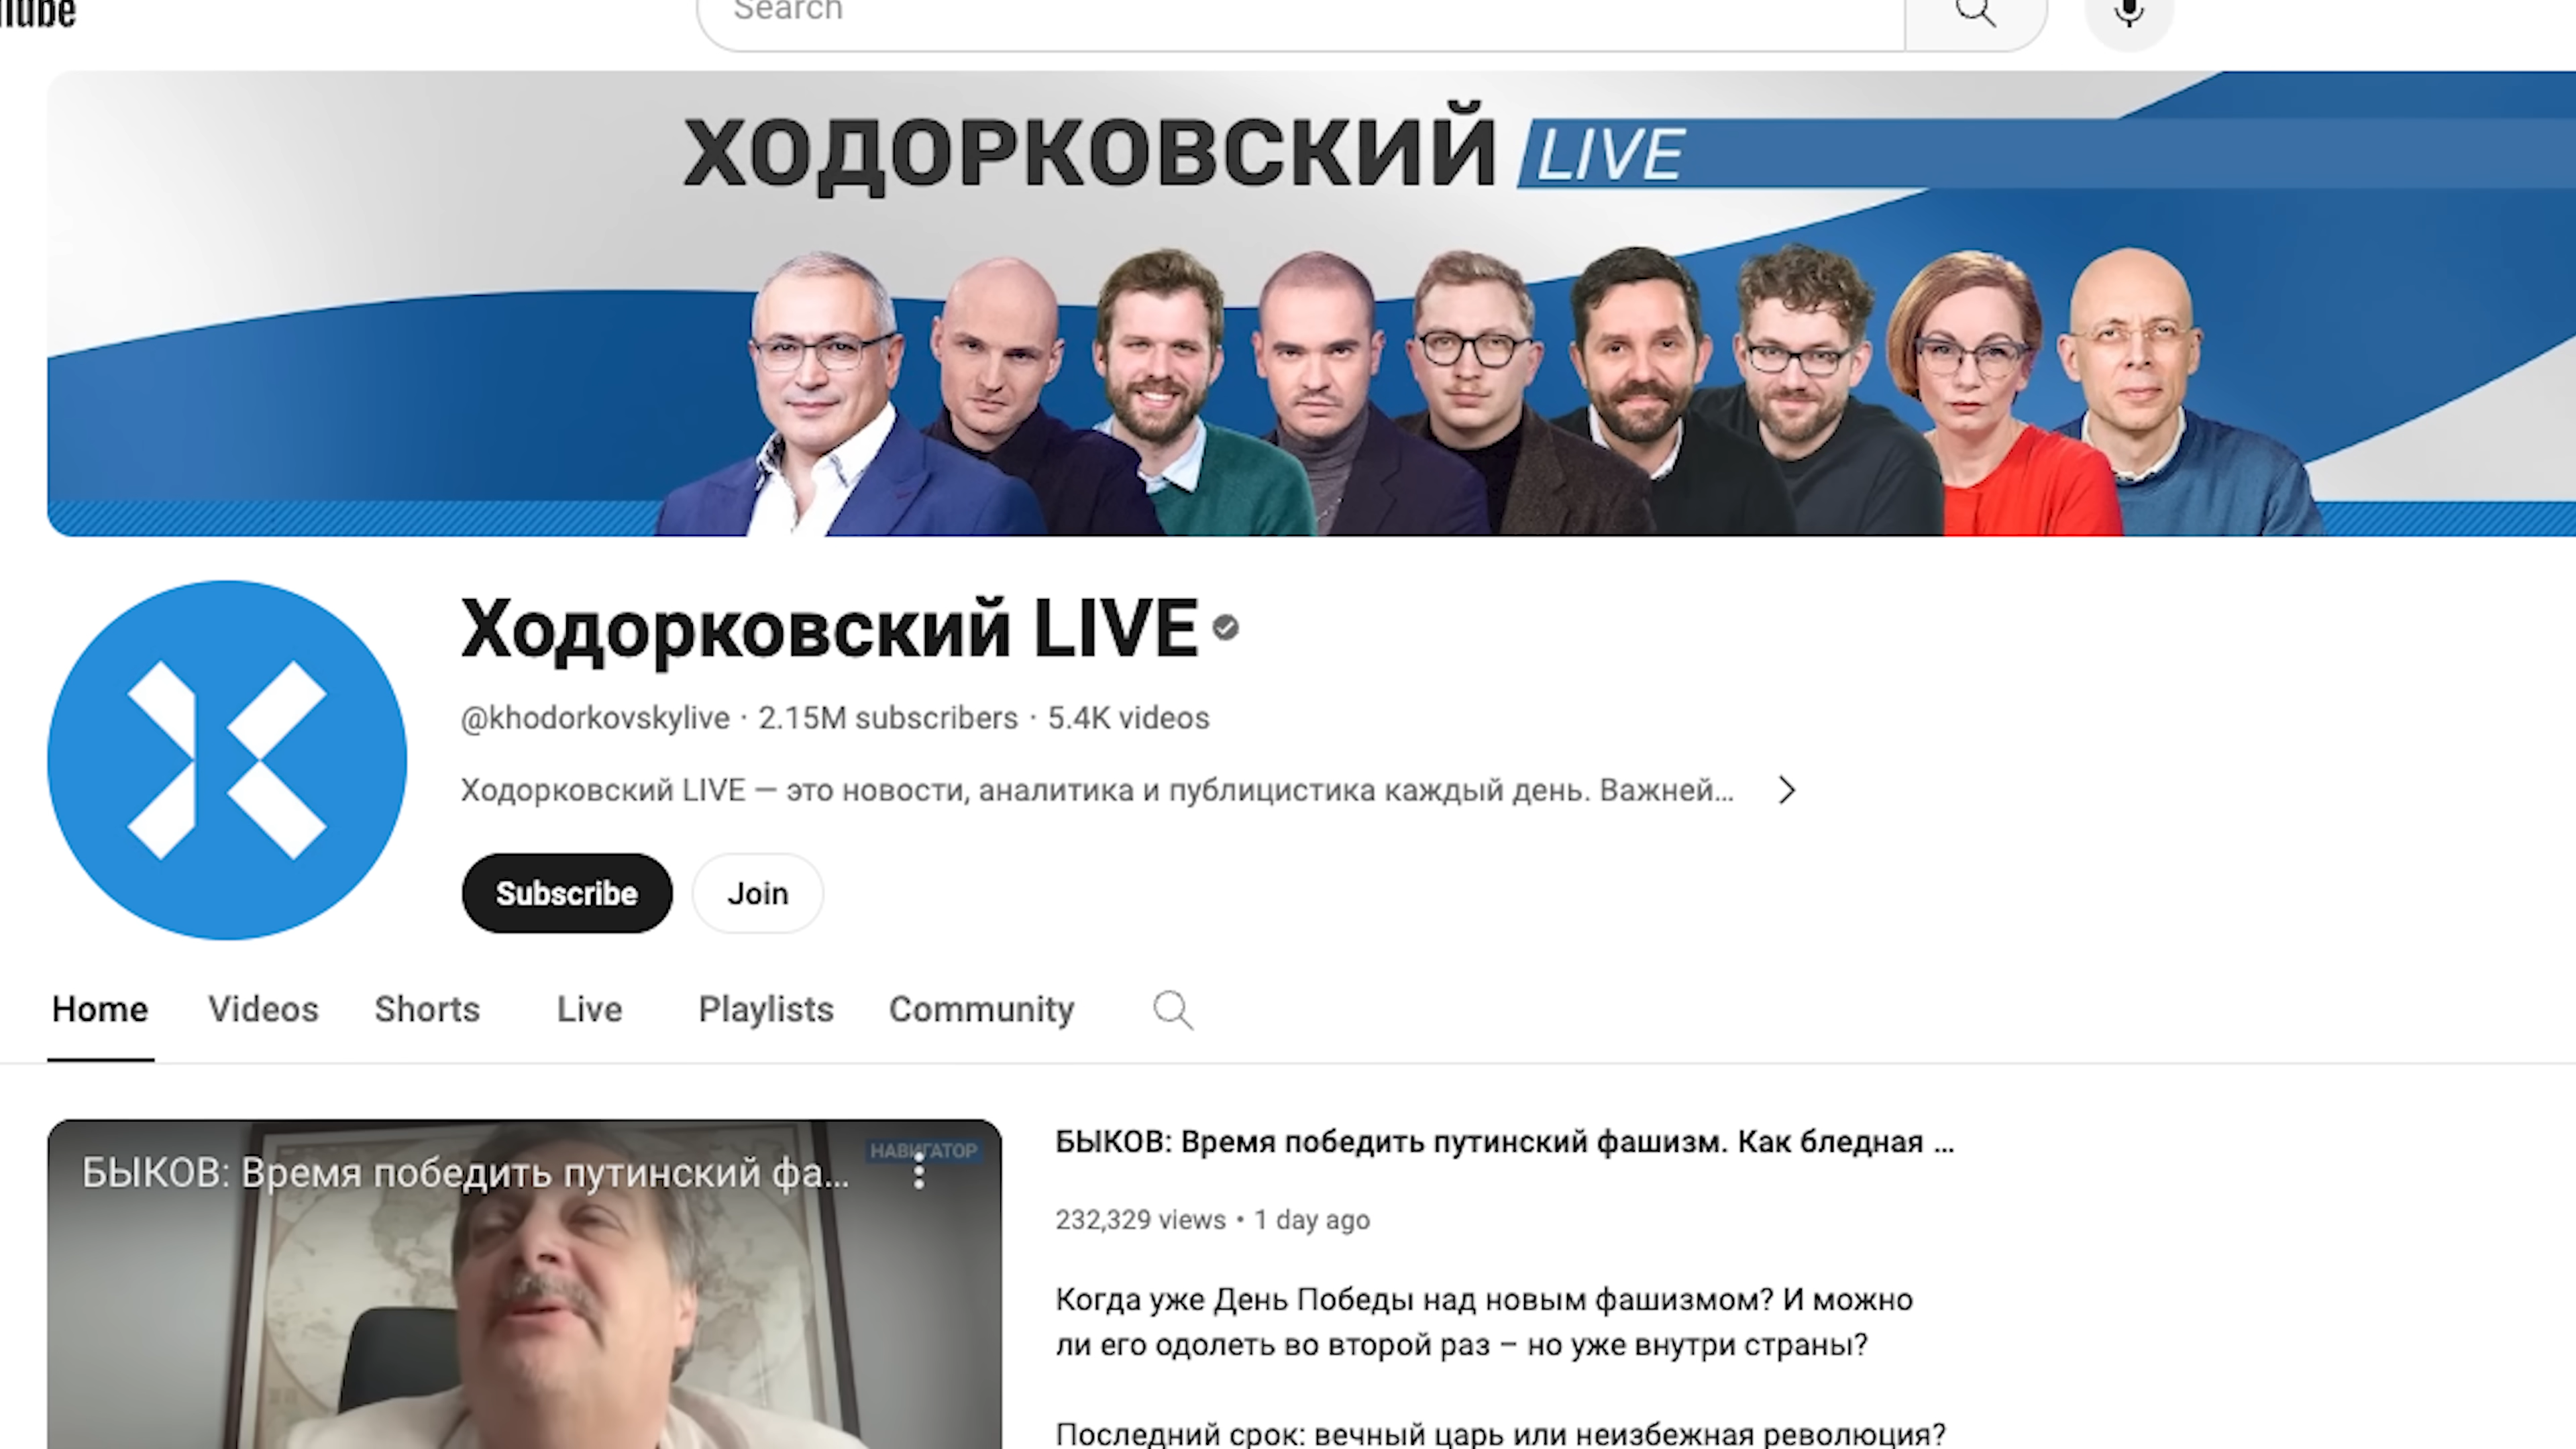 Search
ХОДОРКОВСКИЙ LIVE
Ходорковский LIVE
@khodorkovskylive · 2.15M subscribers · 5.4K videos
Ходорковский LIVE — это новости, аналитика и публицистика каждый день. Важней...
Subscribe Join
Home Videos Shorts Live Playlists Community
БЫКОВ: Время победить путинский фа...
НАВИГАТОР
БЫКОВ: Время победить путинский фашизм. Как бледная ...
232,329 views • 1 day ago
Когда уже День Победы над новым фашизмом? И можно
ли его одолеть во второй раз – но уже внутри страны?
Последний срок: вечный царь или неизбежная революция?